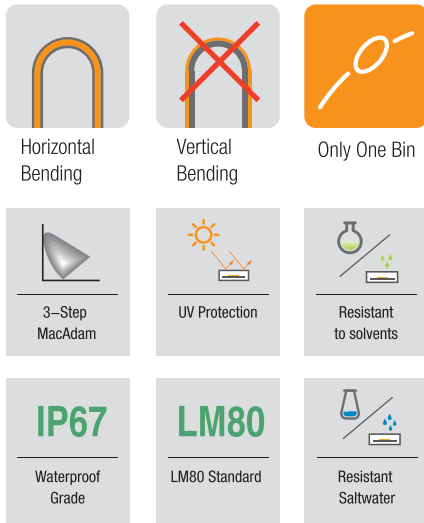 Horizontal
Bending
Vertical
Bending
Only One Bin
3–Step
MacAdam
UV Protection
Resistant
to solvents
IP67
Waterproof
Grade
LM80
LM80 Standard
Resistant
Saltwater